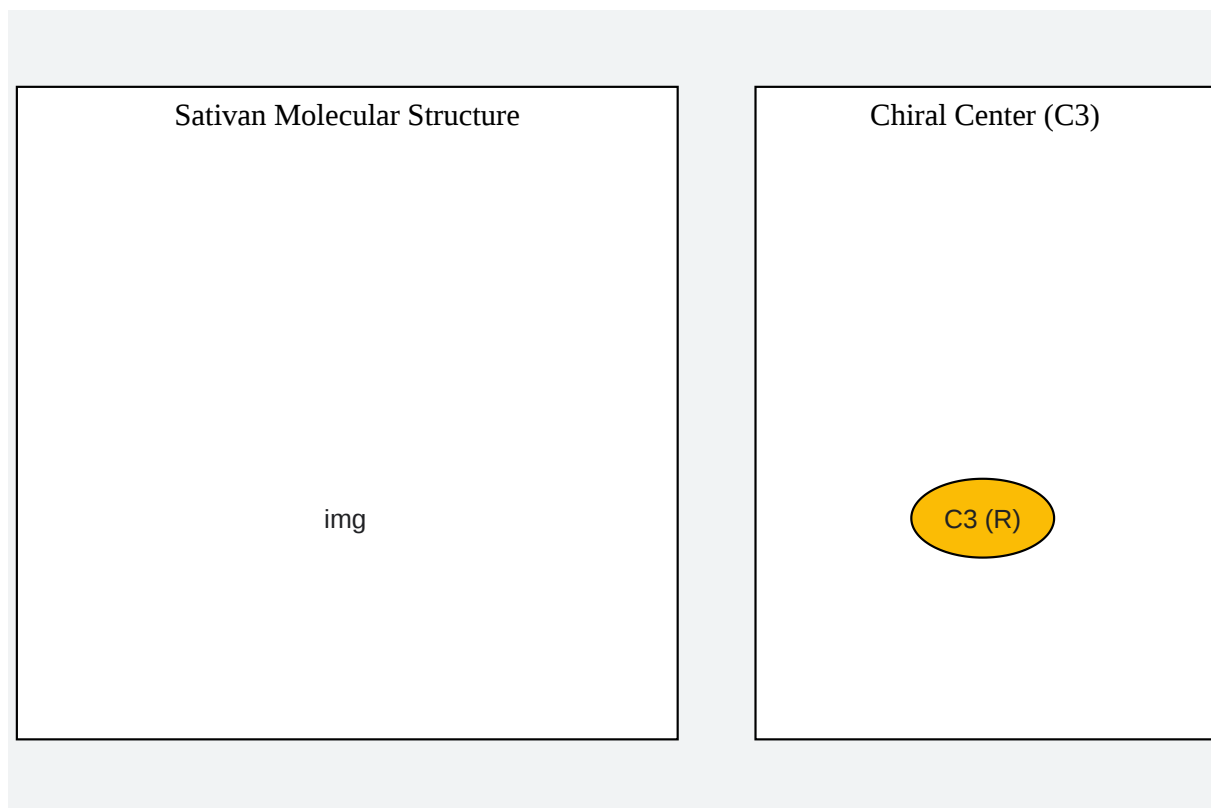 Sativan Molecular Structure
img
Chiral Center (C3)
C3 (R)